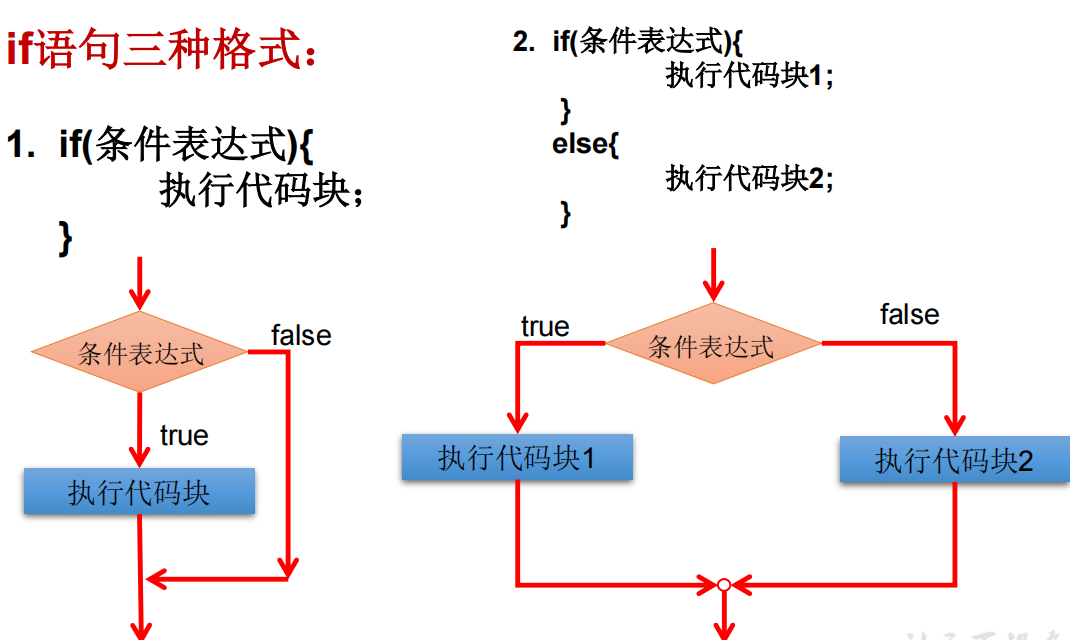 if语句三种格式：
1. if(条件表达式){
执行代码块；
}
条件表达式
false
true
执行代码块
2. if(条件表达式){
执行代码块1;
}
else{
执行代码块2;
}
true
条件表达式
false
执行代码块1
执行代码块2